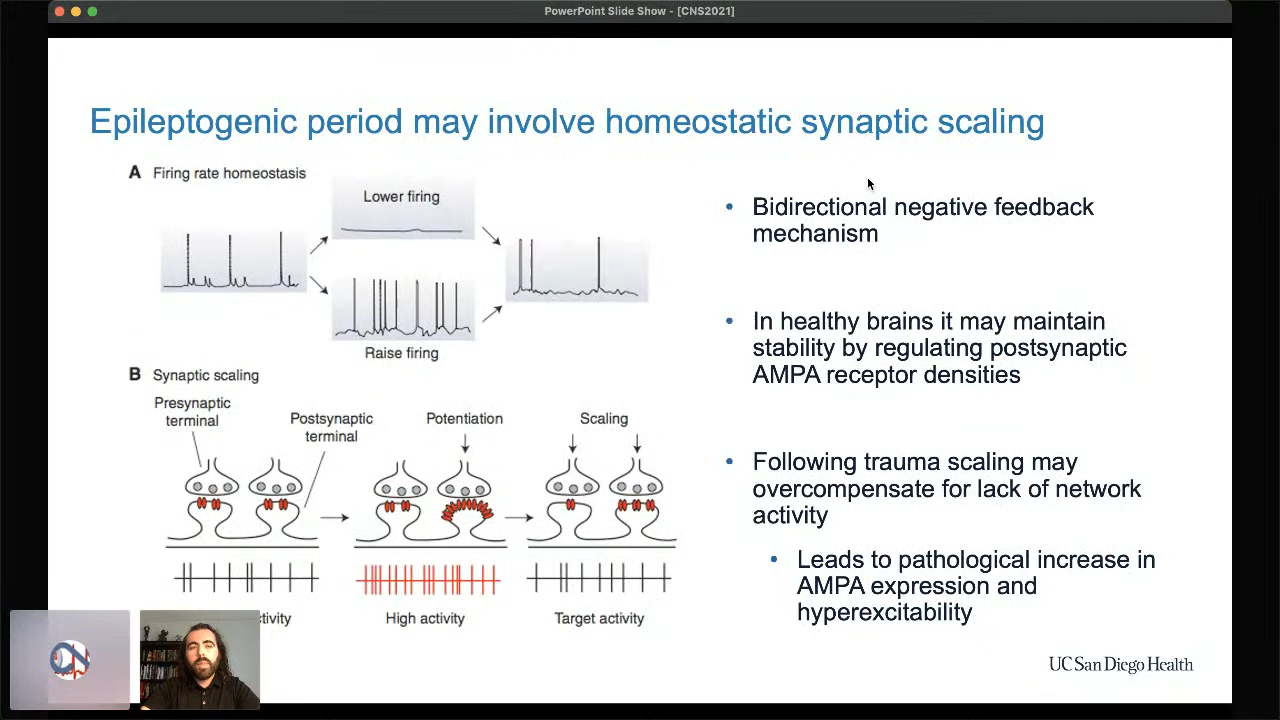 PowerPoint Slide Show - [CNS2021]
Epileptogenic period may involve homeostatic synaptic scaling
A Firing rate homeostasis
Lower firing
Raise firing
B Synaptic scaling
Presynaptic
terminal
Postsynaptic
terminal
Potentiation
Scaling
High activity
Target activity
• Bidirectional negative feedback
mechanism
• In healthy brains it may maintain
stability by regulating postsynaptic
AMPA receptor densities
• Following trauma scaling may
overcompensate for lack of network
activity
• Leads to pathological increase in
AMPA expression and
hyperexcitability
UC San Diego Health